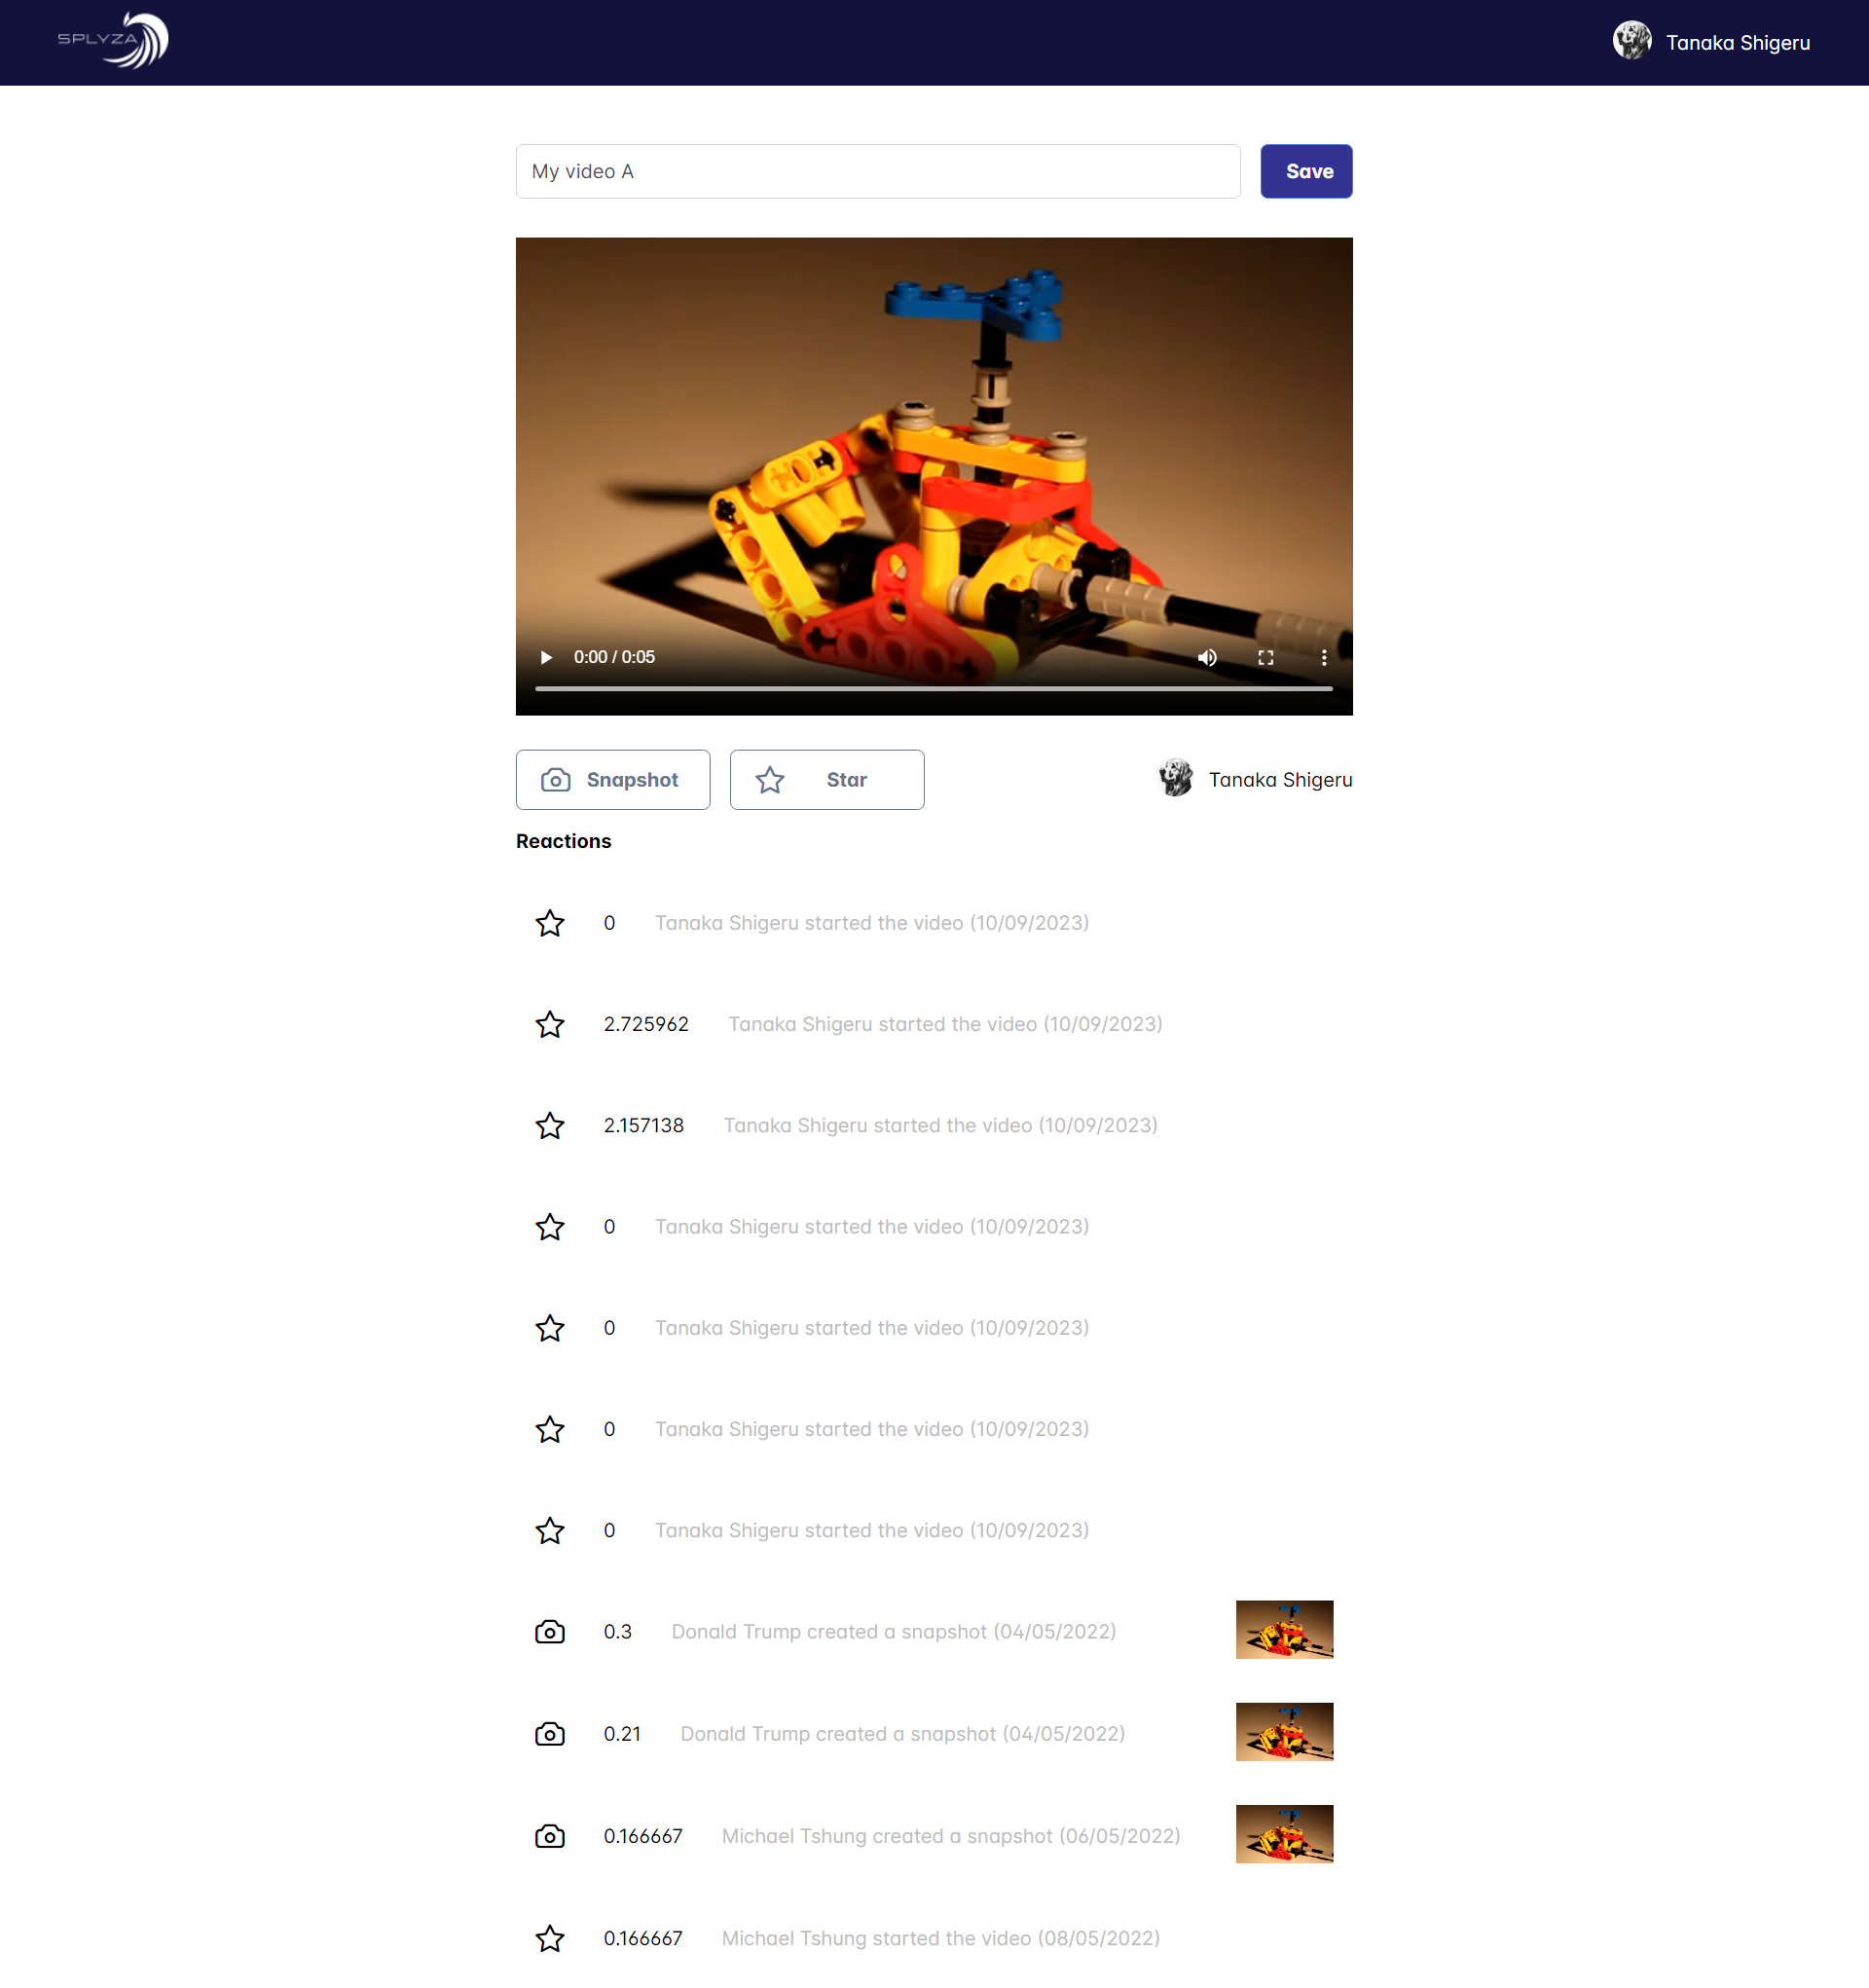 SPLYZA
Tanaka Shigeru
My video A
Save
0:00 / 0:05
Snapshot
Star
Tanaka Shigeru
Reactions
0 Tanaka Shigeru started the video (10/09/2023)
2.725962 Tanaka Shigeru started the video (10/09/2023)
2.157138 Tanaka Shigeru started the video (10/09/2023)
0 Tanaka Shigeru started the video (10/09/2023)
0 Tanaka Shigeru started the video (10/09/2023)
0 Tanaka Shigeru started the video (10/09/2023)
0 Tanaka Shigeru started the video (10/09/2023)
0.3 Donald Trump created a snapshot (04/05/2022)
0.21 Donald Trump created a snapshot (04/05/2022)
0.166667 Michael Tshung created a snapshot (06/05/2022)
0.166667 Michael Tshung started the video (08/05/2022)